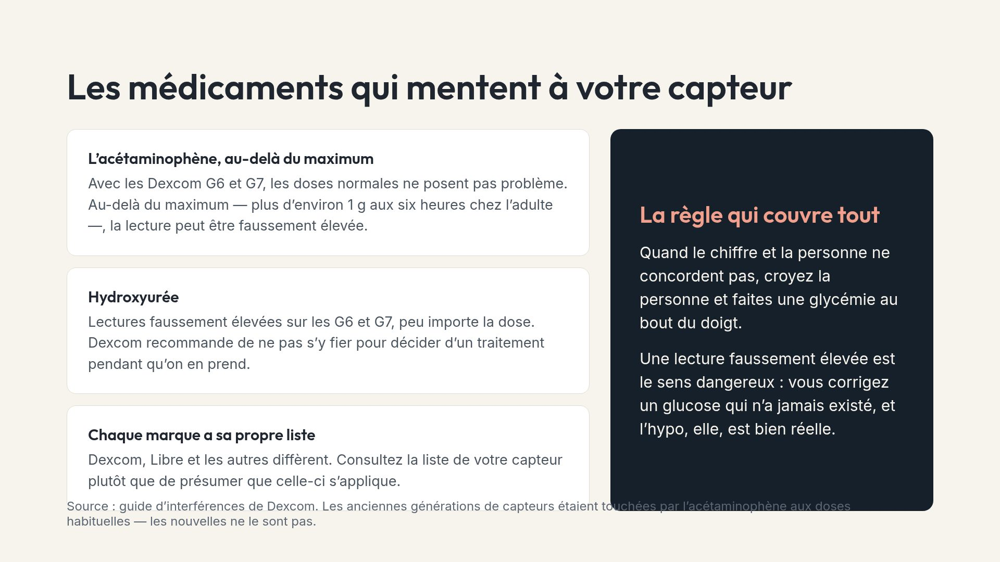 Les médicaments qui mentent à votre capteur
L’acétaminophène, au-delà du maximum
Avec les Dexcom G6 et G7, les doses normales ne posent pas problème.
Au-delà du maximum — plus d’environ 1 g aux six heures chez l’adulte
—, la lecture peut être faussement élevée.
Hydroxyurée
Lectures faussement élevées sur les G6 et G7, peu importe la dose.
Dexcom recommande de ne pas s’y fier pour décider d’un traitement
pendant qu’on en prend.
Chaque marque a sa propre liste
Dexcom, Libre et les autres diffèrent. Consultez la liste de votre capteur
plutôt que de présumer que celle-ci s’applique.
La règle qui couvre tout
Quand le chiffre et la personne ne
concordent pas, croyez la
personne et faites une glycémie au
bout du doigt.
Une lecture faussement élevée est
le sens dangereux : vous corrigez
un glucose qui n’a jamais existé, et
l’hypo, elle, est bien réelle.
Source : guide d’interférences de Dexcom. Les anciennes générations de capteurs étaient touchées par l’acétaminophène aux doses
habituelles — les nouvelles ne le sont pas.